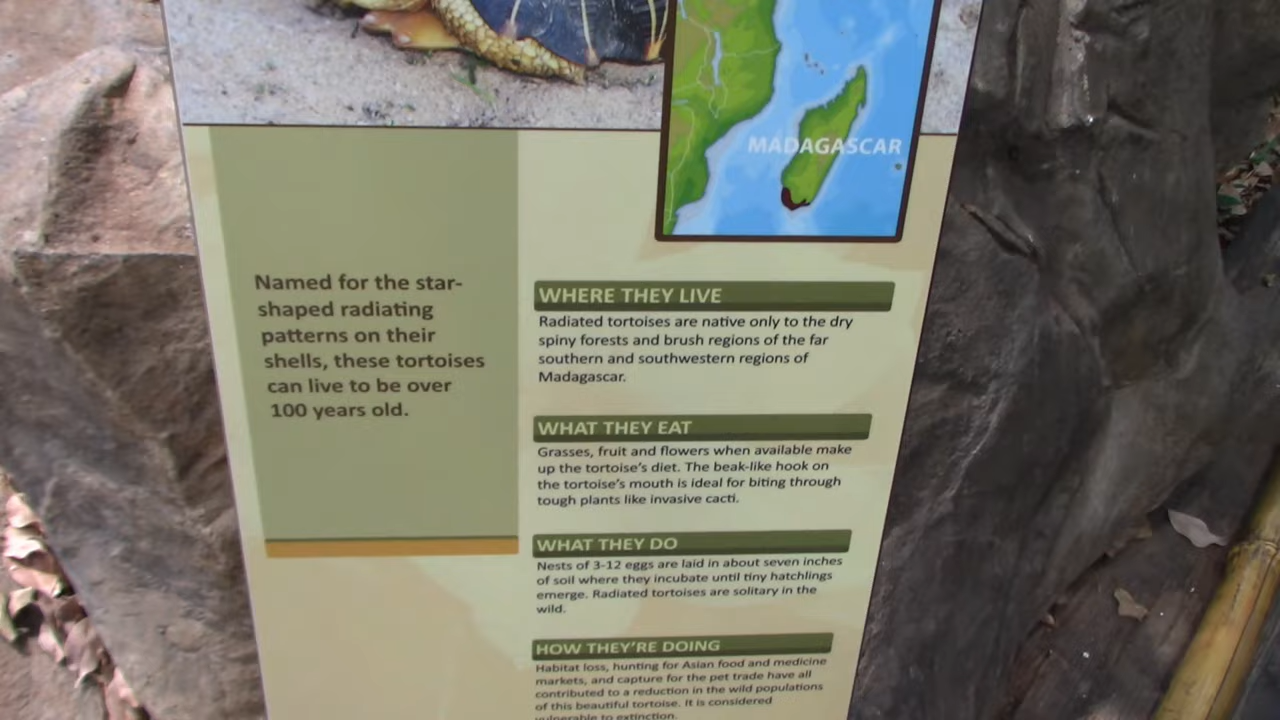 MADAGASCAR
Named for the star-
shaped radiating
patterns on their
shells, these tortoises
can live to be over
100 years old.
WHERE THEY LIVE
Radiated tortoises are native only to the dry
spiny forests and brush regions of the far
southern and southwestern regions of
Madagascar.
WHAT THEY EAT
Grasses, fruit and flowers when available make
up the tortoise's diet. The beak-like hook on
the tortoise's mouth is ideal for biting through
tough plants like invasive cacti.
WHAT THEY DO
Nests of 3-12 eggs are laid in about seven inches
of soil where they incubate until tiny hatchlings
emerge. Radiated tortoises are solitary in the
wild.
HOW THEY'RE DOING
Habitat loss, hunting for Asian food and medicine
markets, and capture for the pet trade have all
contributed to a reduction in the wild populations
of this beautiful tortoise. It is considered
vulnerable to extinction.